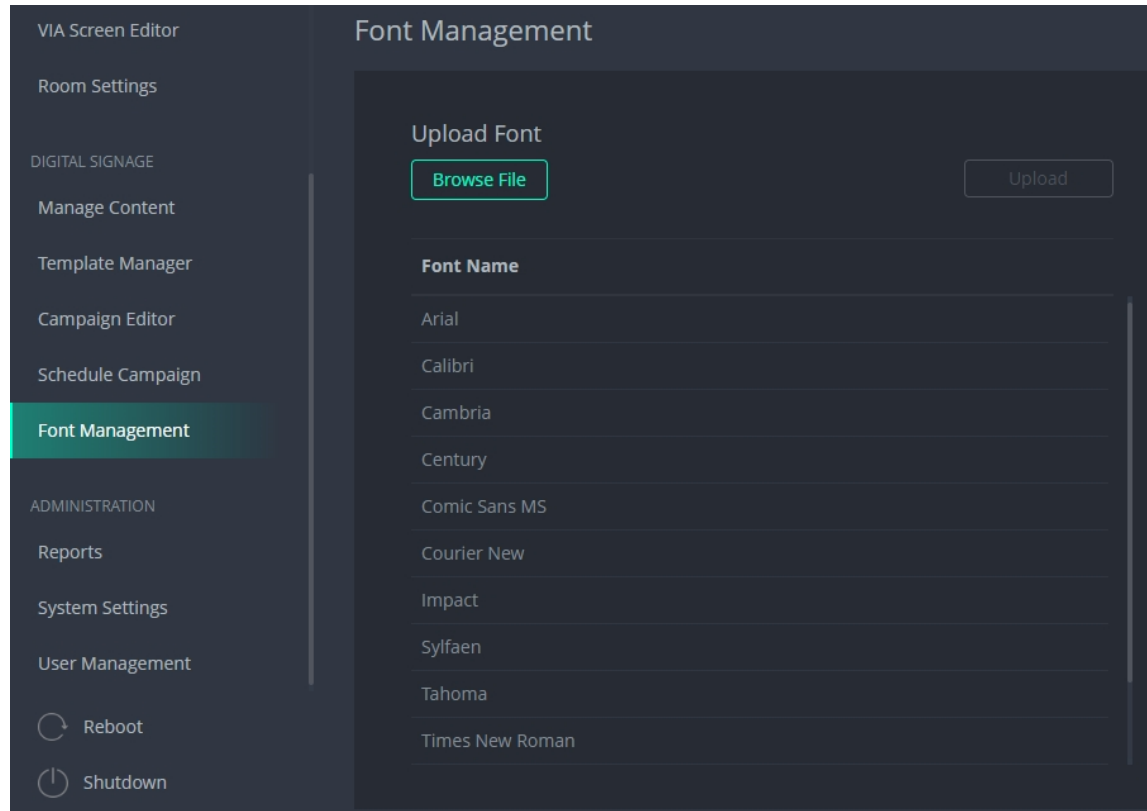 VIA Screen Editor
Room Settings
DIGITAL SIGNAGE
Manage Content
Template Manager
Campaign Editor
Schedule Campaign
Font Management
ADMINISTRATION
Reports
System Settings
User Management
Reboot
Shutdown
Font Management
Upload Font
Browse File
Upload
Font Name
Arial
Calibri
Cambria
Century
Comic Sans MS
Courier New
Impact
Sylfaen
Tahoma
Times New Roman